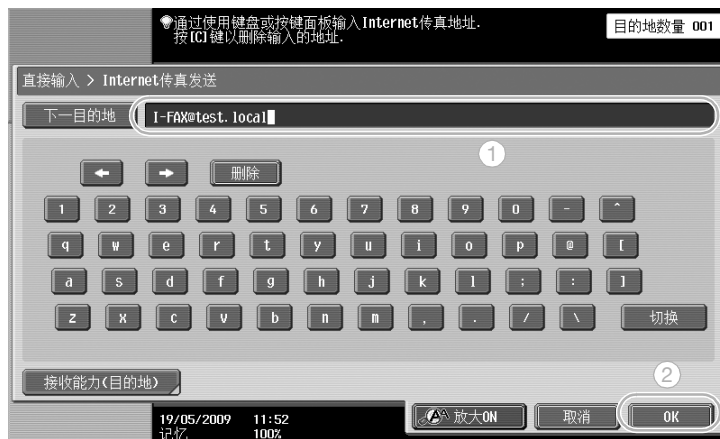 通过使用键盘或按键面板输入Internet传真地址.
按[C]键以删除输入的地址.
目的地数量 001
直接输入 > Internet传真发送
下一目的地 I-FAX@test.local
①
← → 删除
1 2 3 4 5 6 7 8 9 0 - ^
q w e r t y u i o p @ [
a s d f g h j k l ; : ]
z x c v b n m , . / \ 切换
接收能力(目的地)
②
放大ON 取消 OK
19/05/2009 11:52
记忆 100%